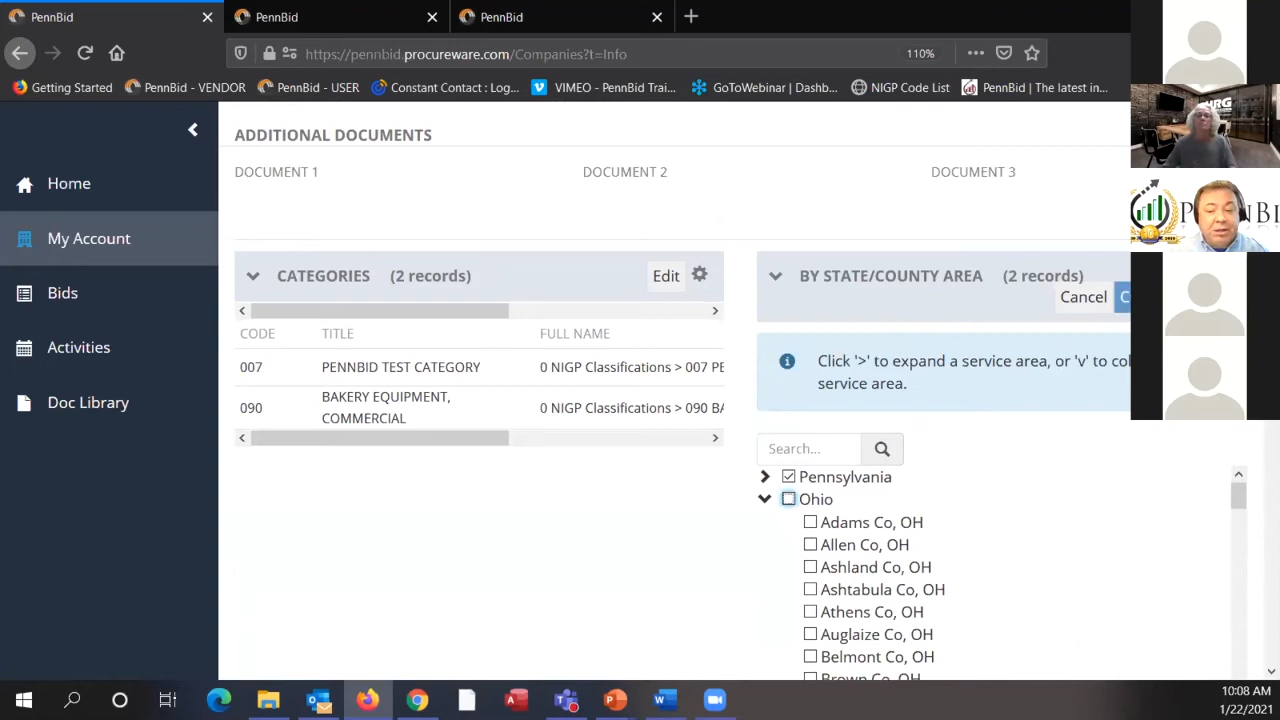 PennBid
PennBid
PennBid
https://pennbid.procureware.com/Companies?t=Info
110%
Getting Started
PennBid - VENDOR
PennBid - USER
Constant Contact : Log...
VIMEO - PennBid Trai...
GoToWebinar | Dashb...
NIGP Code List
PennBid | The latest in...
HRG
Home
My Account
Bids
Activities
Doc Library
ADDITIONAL DOCUMENTS
DOCUMENT 1
DOCUMENT 2
DOCUMENT 3
CATEGORIES (2 records)
Edit
CODE TITLE FULL NAME
007 PENNBID TEST CATEGORY 0 NIGP Classifications > 007 PE
090 BAKERY EQUIPMENT, COMMERCIAL 0 NIGP Classifications > 090 BA
BY STATE/COUNTY AREA (2 records)
Cancel
Click '>' to expand a service area, or 'v' to col
service area.
Search...
Pennsylvania
Ohio
Adams Co, OH
Allen Co, OH
Ashland Co, OH
Ashtabula Co, OH
Athens Co, OH
Auglaize Co, OH
Belmont Co, OH
Brown Co, OH
10:08 AM
1/22/2021